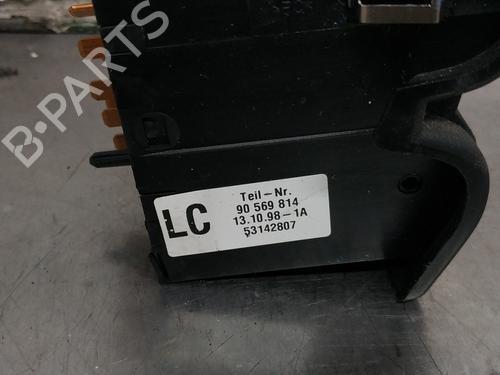 B-PARTS
LC
Teil-Nr.
90 569 814
13.10.98-1A
53142807